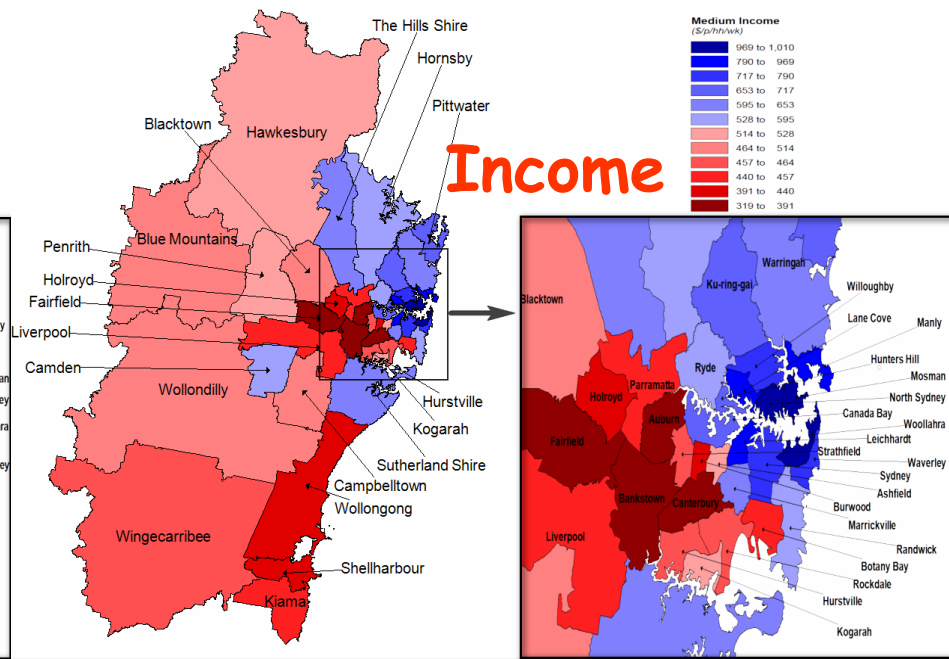 The Hills Shire
Hornsby
Pittwater
Blacktown
Hawkesbury
Income
Penrith
Blue Mountains
Holroyd
Fairfield
Liverpool
Camden
Wollondilly
Hurstville
Kogarah
Sutherland Shire
Campbelltown
Wollongong
Wingecarribee
Shellharbour
Kiama
Medium Income
($/p/hh/wk)
969 to 1,010
790 to 969
717 to 790
653 to 717
595 to 653
528 to 595
514 to 528
464 to 514
457 to 464
440 to 457
391 to 440
319 to 391
Warringah
Ku-ring-gai
Willoughby
Blacktown
Lane Cove
Manly
Hunters Hill
Ryde
Mosman
Parramatta
North Sydney
Holroyd
Canada Bay
Auburn
Woollahra
Leichhardt
Fairfield
Strathfield
Waverley
Sydney
Ashfield
Bankstown
Canterbury
Burwood
Marrickville
Liverpool
Randwick
Botany Bay
Rockdale
Hurstville
Kogarah